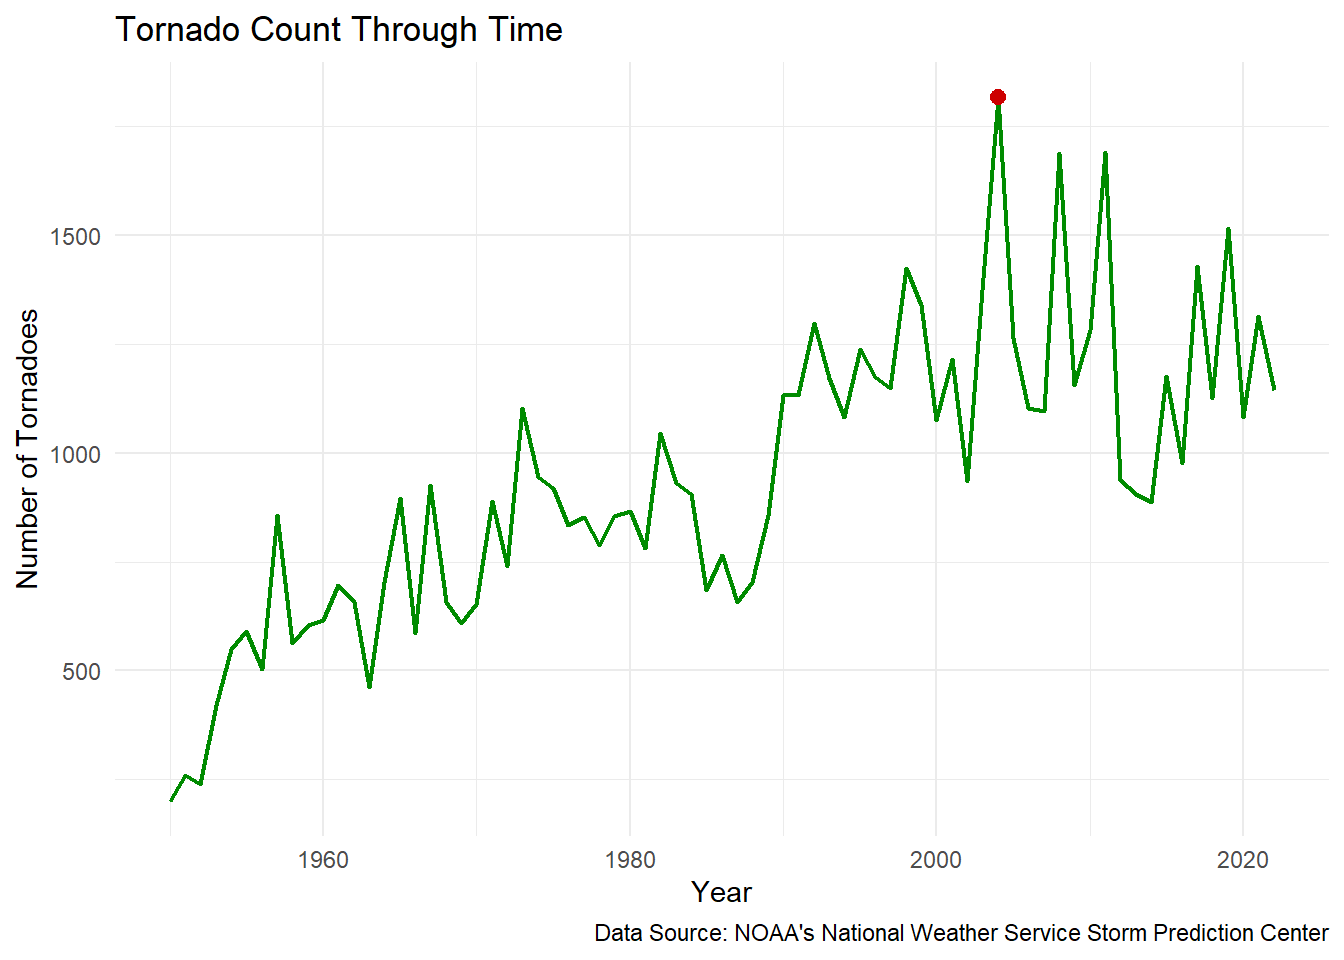 Tornado Count Through Time
1500
1000
500
Number of Tornadoes
1960 1980 2000 2020
Year
Data Source: NOAA's National Weather Service Storm Prediction Center